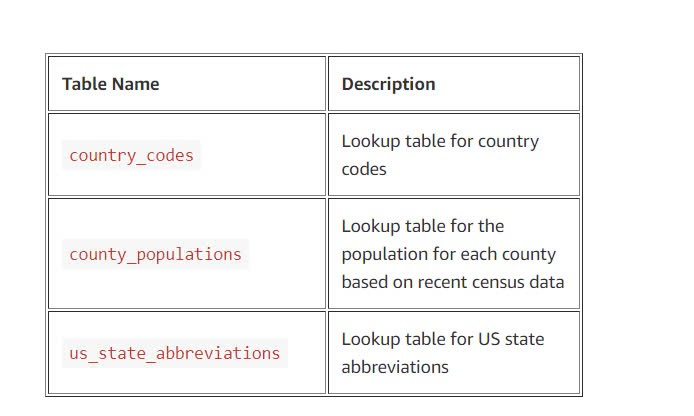 Table Name
Description
country_codes
Lookup table for country
codes
county_populations
Lookup table for the
population for each county
based on recent census data
us_state_abbreviations
Lookup table for US state
abbreviations